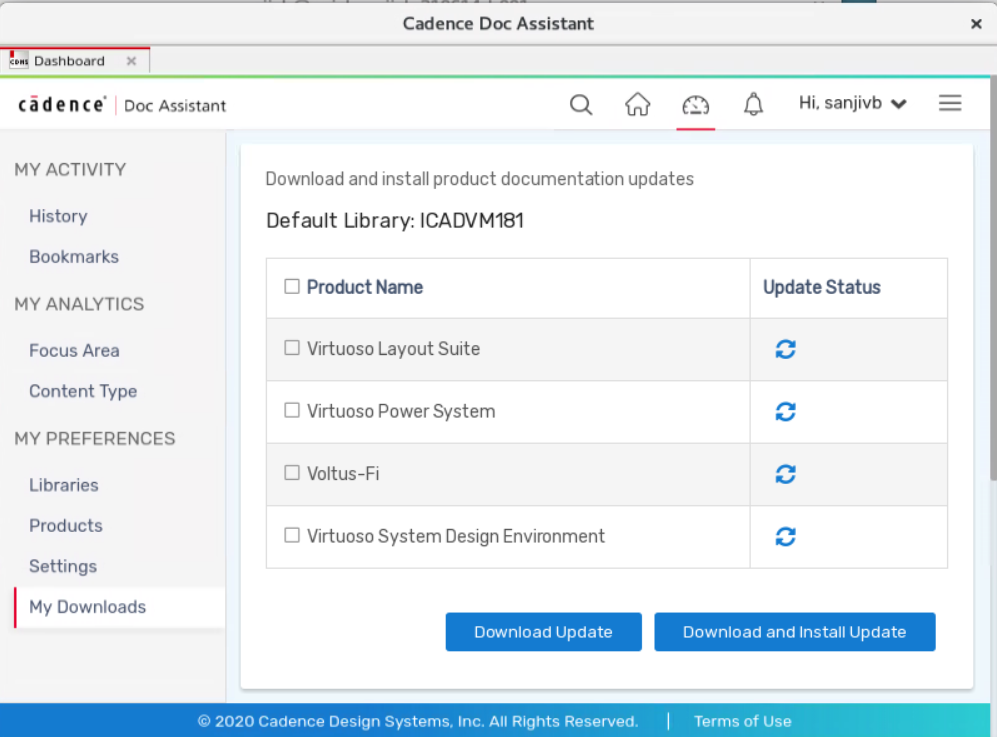 Cadence Doc Assistant
cdns Dashboard
cādence Doc Assistant
Hi, sanjivb
MY ACTIVITY
History
Bookmarks
MY ANALYTICS
Focus Area
Content Type
MY PREFERENCES
Libraries
Products
Settings
My Downloads
Download and install product documentation updates
Default Library: ICADVM181
Product Name Update Status
Virtuoso Layout Suite
Virtuoso Power System
Voltus-Fi
Virtuoso System Design Environment
Download Update Download and Install Update
© 2020 Cadence Design Systems, Inc. All Rights Reserved. | Terms of Use